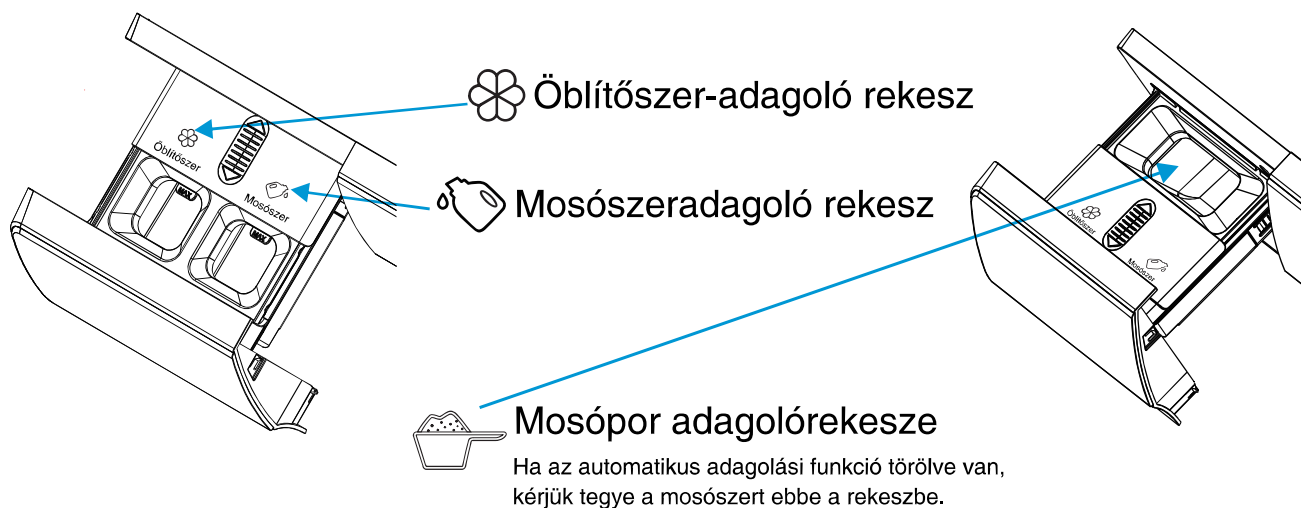 Öblítőszer-adagoló rekesz
Öblítőszer
Mosószer
MAX
MAX
Mosószeradagoló rekesz
Öblítőszer
Mosószer
Mosópor adagolórekesze
Ha az automatikus adagolási funkció törölve van,
kérjük tegye a mosószert ebbe a rekeszbe.